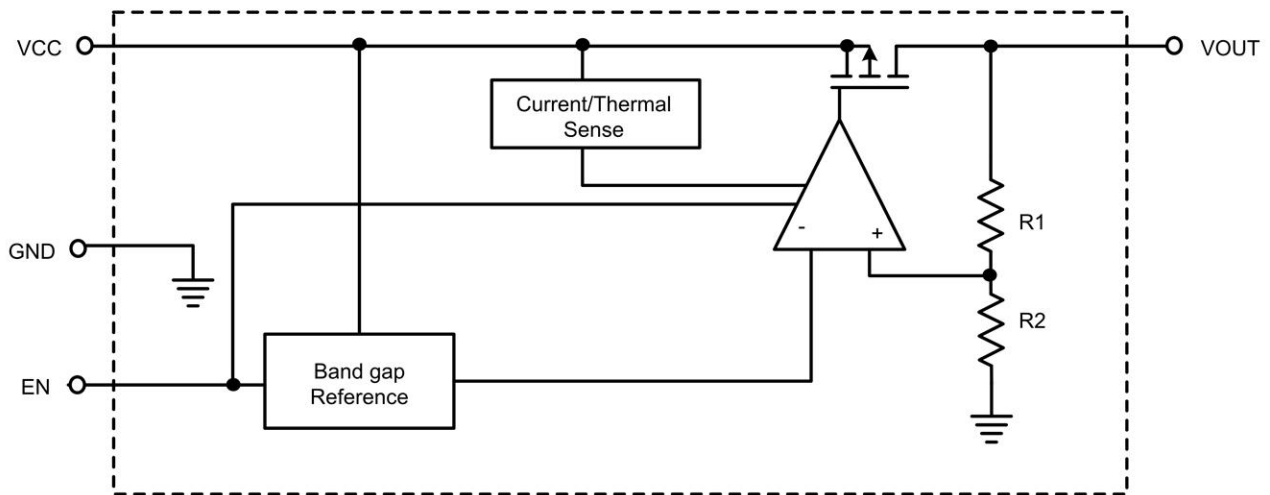 VCC
VOUT
Current/Thermal
Sense
-
+
R1
GND
R2
EN
Band gap
Reference